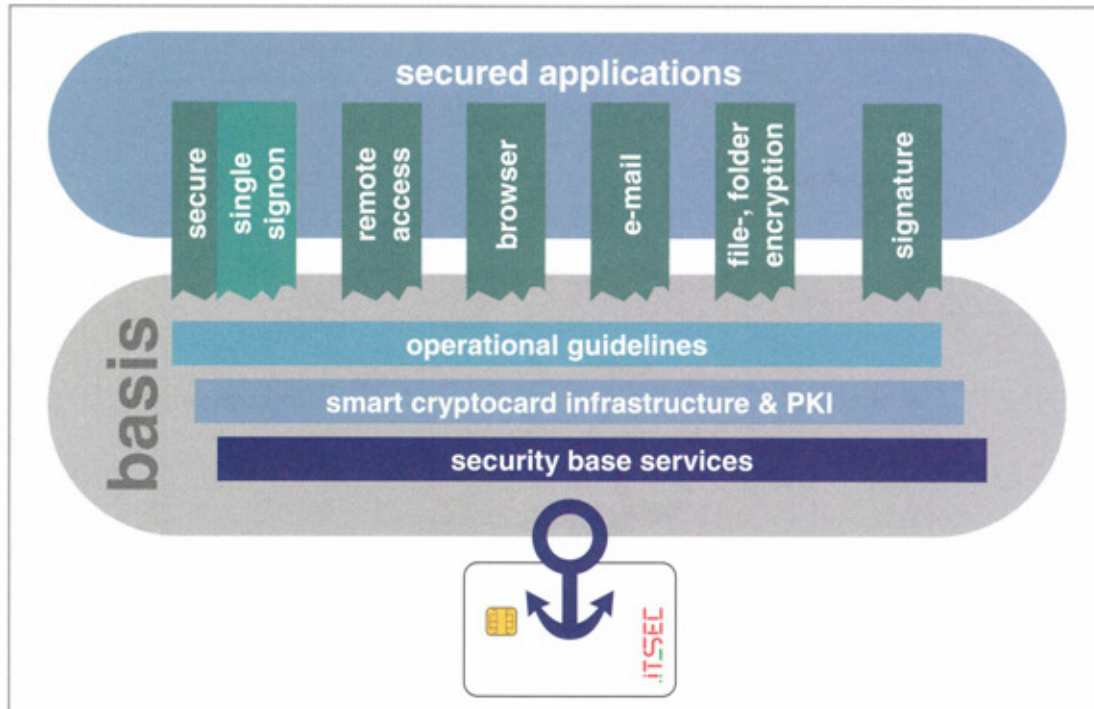 secured applications
secure
single
signon
remote
access
browser
e-mail
file-, folder
encryption
signature
basis
operational guidelines
smart cryptocard infrastructure & PKI
security base services
.iT_SEC